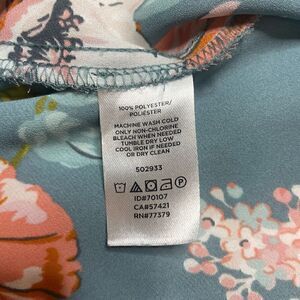 100% POLYESTER/
POLIÉSTER
MACHINE WASH COLD
ONLY NON-CHLORINE
BLEACH WHEN NEEDED
TUMBLE DRY LOW
COOL IRON IF NEEDED
OR DRY CLEAN
502933
ID#70107
CA#57421
RN#77379